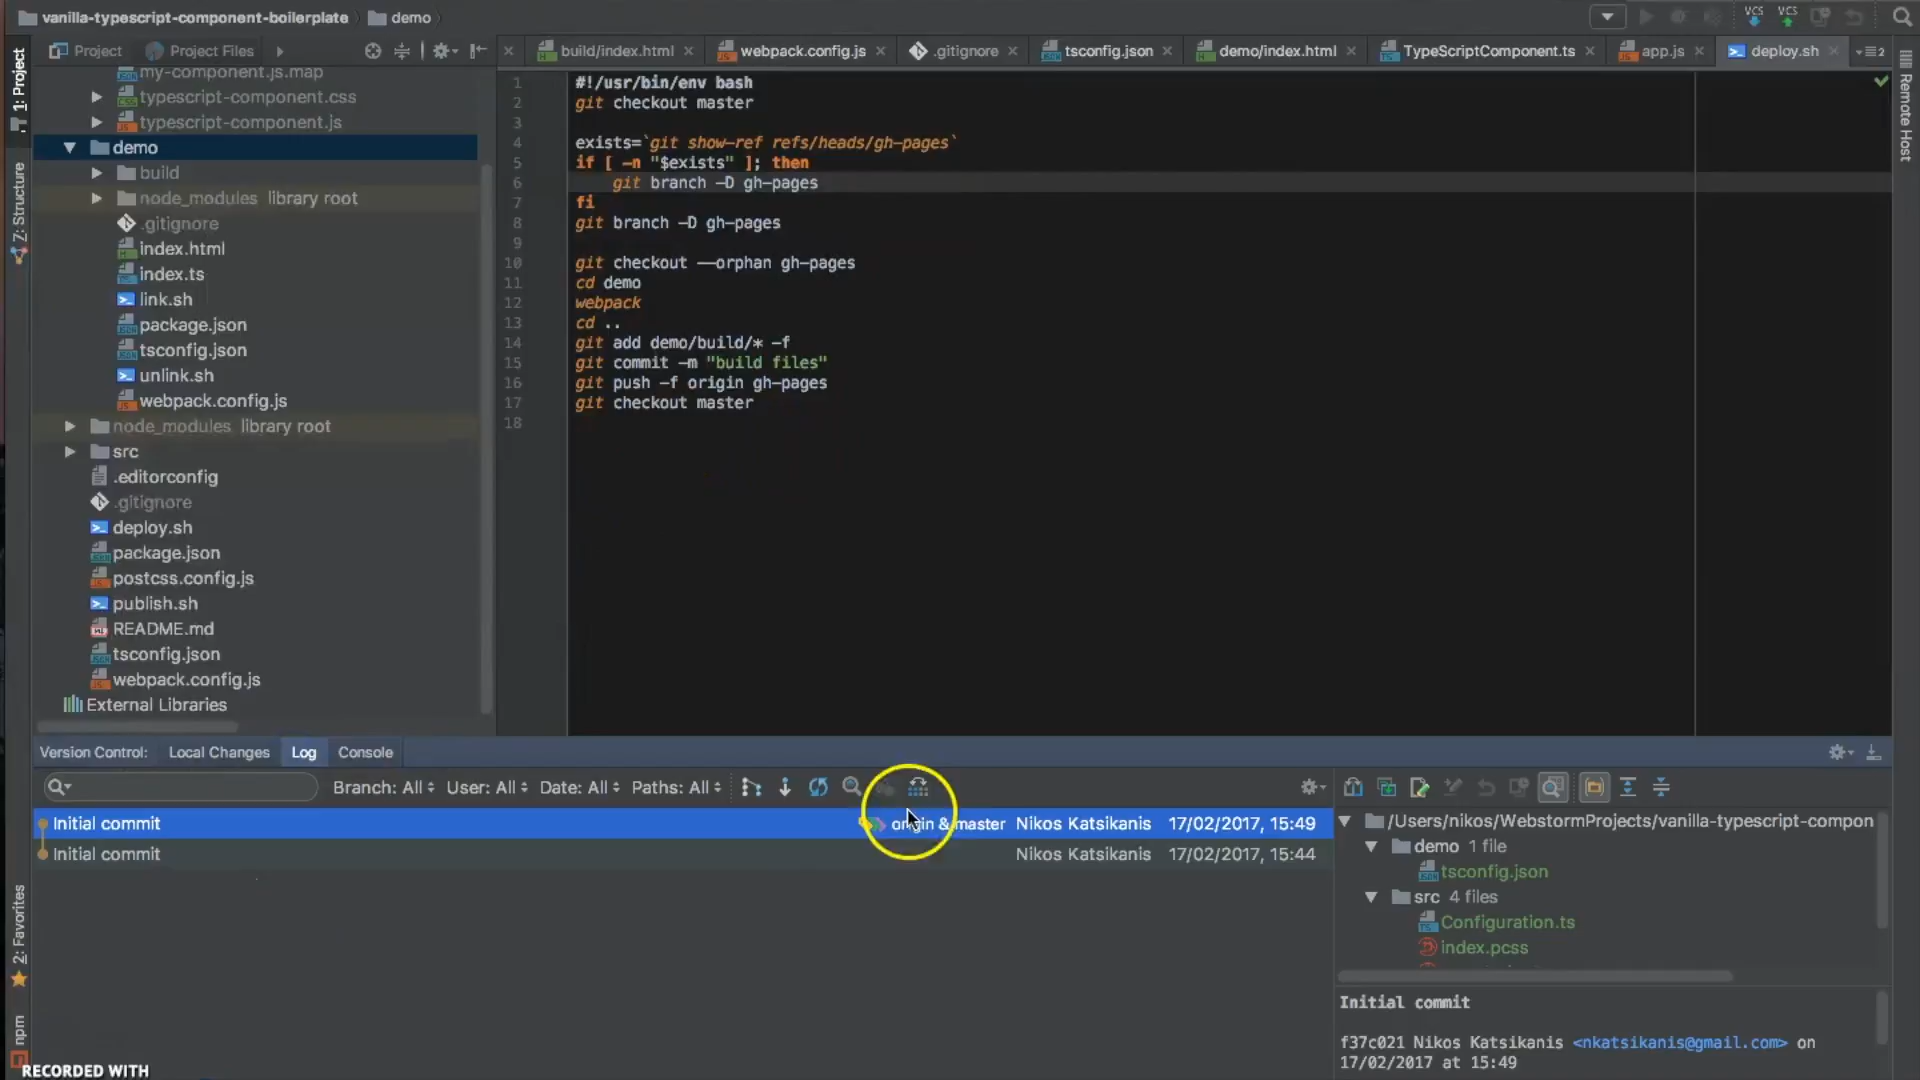 vanilla-typescript-component-boilerplate demo
VCS VCS
Project Project Files
build/index.html webpack.config.js .gitignore tsconfig.json demo/index.html TypeScriptComponent.ts app.js deploy.sh 2
1: Project
Z: Structure
2: Favorites
npm
Remote Host
my-component.js.map
typescript-component.css
typescript-component.js
demo
build
node_modules library root
.gitignore
index.html
index.ts
link.sh
package.json
tsconfig.json
unlink.sh
webpack.config.js
node_modules library root
src
.editorconfig
.gitignore
deploy.sh
package.json
postcss.config.js
publish.sh
README.md
tsconfig.json
webpack.config.js
External Libraries
1 #!/usr/bin/env bash
2 git checkout master
3
4 exists=`git show-ref refs/heads/gh-pages`
5 if [ -n "$exists" ]; then
6 git branch -D gh-pages
7 fi
8 git branch -D gh-pages
9
10 git checkout --orphan gh-pages
11 cd demo
12 webpack
13 cd ..
14 git add demo/build/* -f
15 git commit -m "build files"
16 git push -f origin gh-pages
17 git checkout master
18
Version Control: Local Changes Log Console
Branch: All User: All Date: All Paths: All
Initial commit origin & master Nikos Katsikanis 17/02/2017, 15:49
Initial commit Nikos Katsikanis 17/02/2017, 15:44
/Users/nikos/WebstormProjects/vanilla-typescript-compon
demo 1 file
tsconfig.json
src 4 files
Configuration.ts
index.pcss
Initial commit
f37c021 Nikos Katsikanis <nkatsikanis@gmail.com> on
17/02/2017 at 15:49
RECORDED WITH